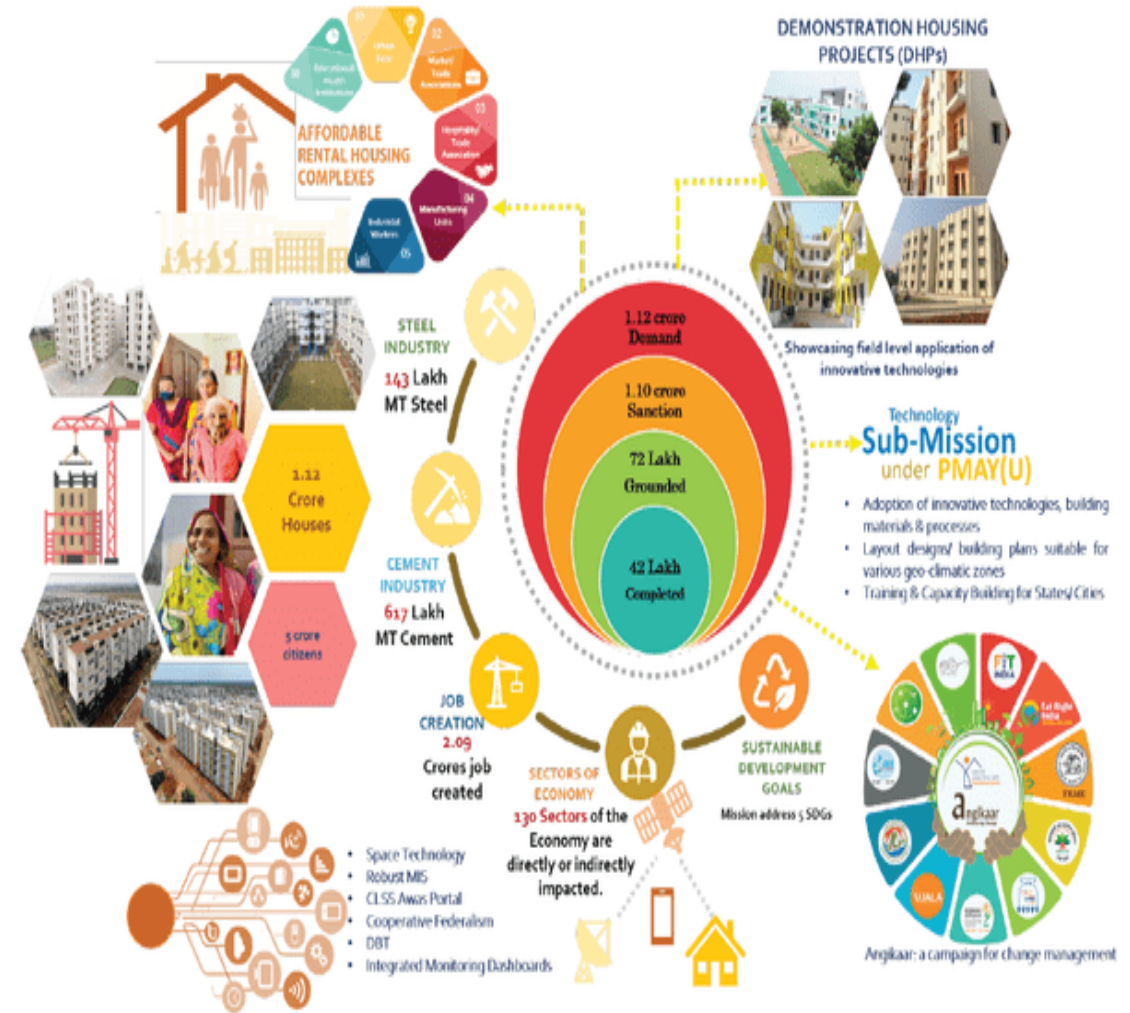 01
02
Market/
Trade
Associations
03
Hospitality/
Trade
Association
04
Manufacturing
Units
05
Industrial
Workers
AFFORDABLE
RENTAL HOUSING
COMPLEXES
DEMONSTRATION HOUSING
PROJECTS (DHPs)
Showcasing field level application of
innovative technologies
STEEL
INDUSTRY
143 Lakh
MT Steel
1.12 crore
Demand
1.10 crore
Sanction
72 Lakh
Grounded
42 Lakh
Completed
Technology
Sub-Mission
under PMAY(U)
• Adoption of innovative technologies, building
materials & processes
• Layout designs/ building plans suitable for
various geo-climatic zones
• Training & Capacity Building for States/Cities
1.12
Crore
Houses
5 crore
citizens
CEMENT
INDUSTRY
617 Lakh
MT Cement
JOB
CREATION
2.09
Crores job
created
SECTORS OF
ECONOMY
130 Sectors of the
Economy are
directly or indirectly
impacted.
SUSTAINABLE
DEVELOPMENT
GOALS
Mission address 5 SDGs
• Space Technology
• Robust MIS
• CLSS Awas Portal
• Cooperative Federalism
• DBT
• Integrated Monitoring Dashboards
FIT
INDIA
Eat Right
India
angikaar
UJALA
Angikaar- a campaign for change management